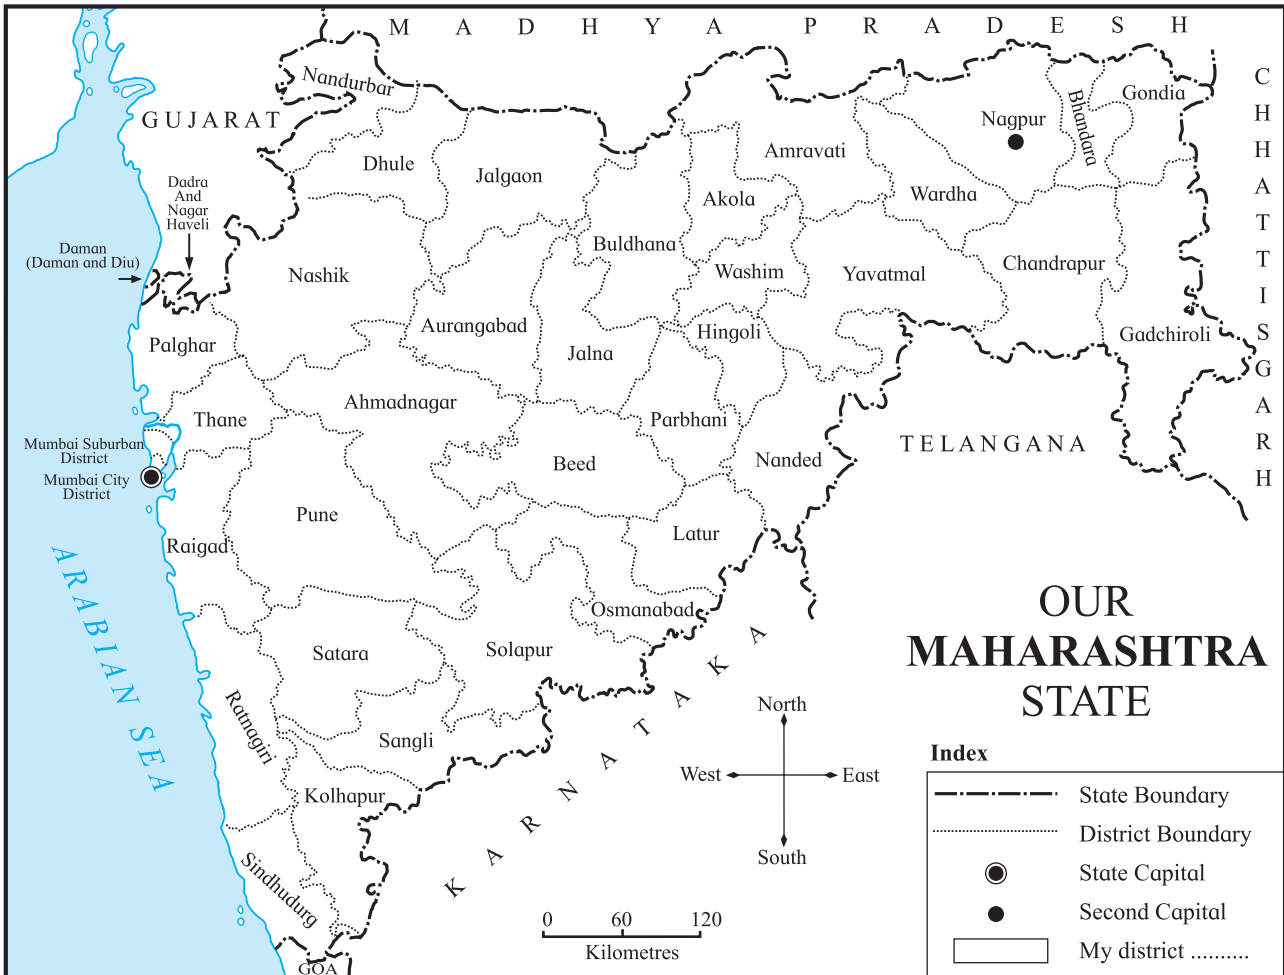 MADHYA PRADESH
Nandurbar
GUJARAT
CHHATTISGARH
Gondia
Bhandara
Nagpur
Dhule
Jalgaon
Amravati
Akola
Wardha
Dadra
And
Nagar
Haveli
Daman
(Daman and Diu)
Nashik
Buldhana
Washim
Yavatmal
Chandrapur
Palghar
Aurangabad
Jalna
Hingoli
Gadchiroli
Thane
Ahmadnagar
Parbhani
TELANGANA
Mumbai Suburban
District
Mumbai City
District
Beed
Nanded
Pune
Latur
Raigad
ARABIAN SEA
Osmanabad
Satara
Solapur
KARNATAKA
Ratnagiri
Sangli
Kolhapur
Sindhudurg
GOA
OUR
MAHARASHTRA
STATE
North
West
East
South
0 60 120
Kilometres
Index
State Boundary
District Boundary
State Capital
Second Capital
My district ..........